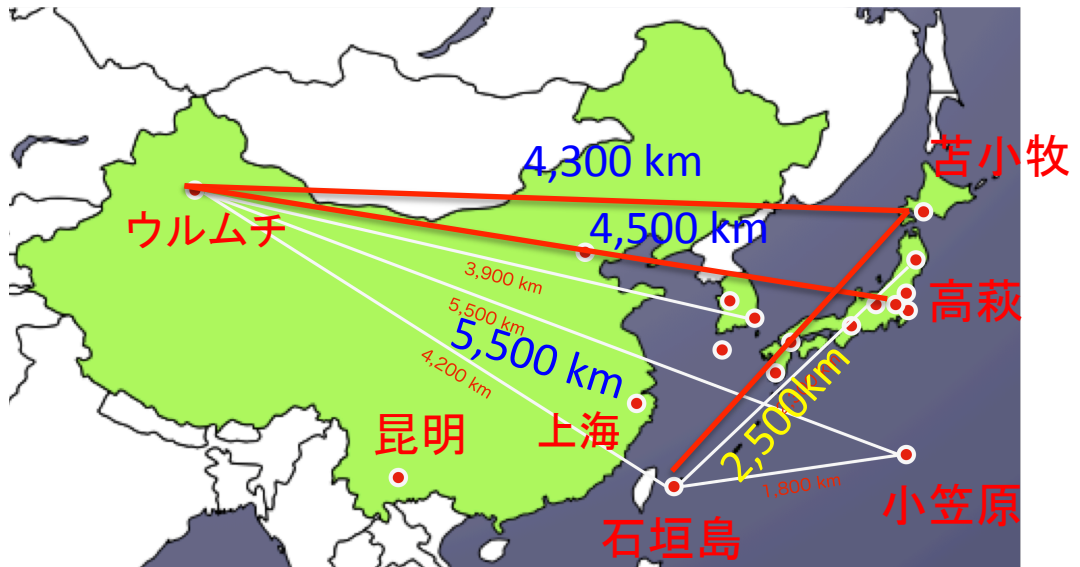 苫小牧
4,300 km
ウルムチ
4,500 km
3,900 km
高萩
5,500 km
5,500 km
4,200 km
2,500km
昆明
上海
1,800 km
小笠原
石垣島